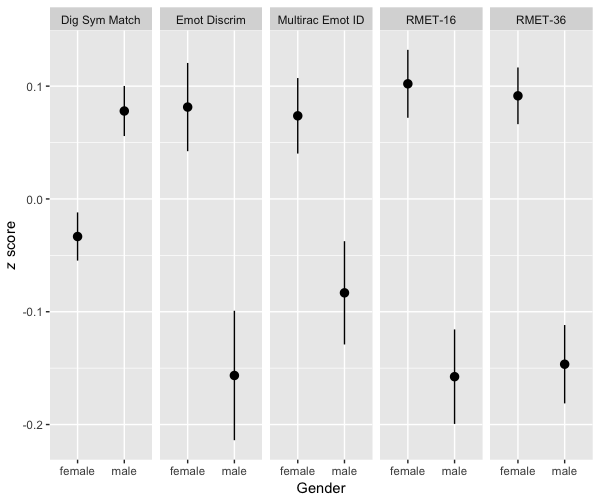 Dig Sym Match
Emot Discrim
Multirac Emot ID
RMET-16
RMET-36
z score
0.1
0.0
-0.1
-0.2
female male
female male
female male
female male
female male
Gender